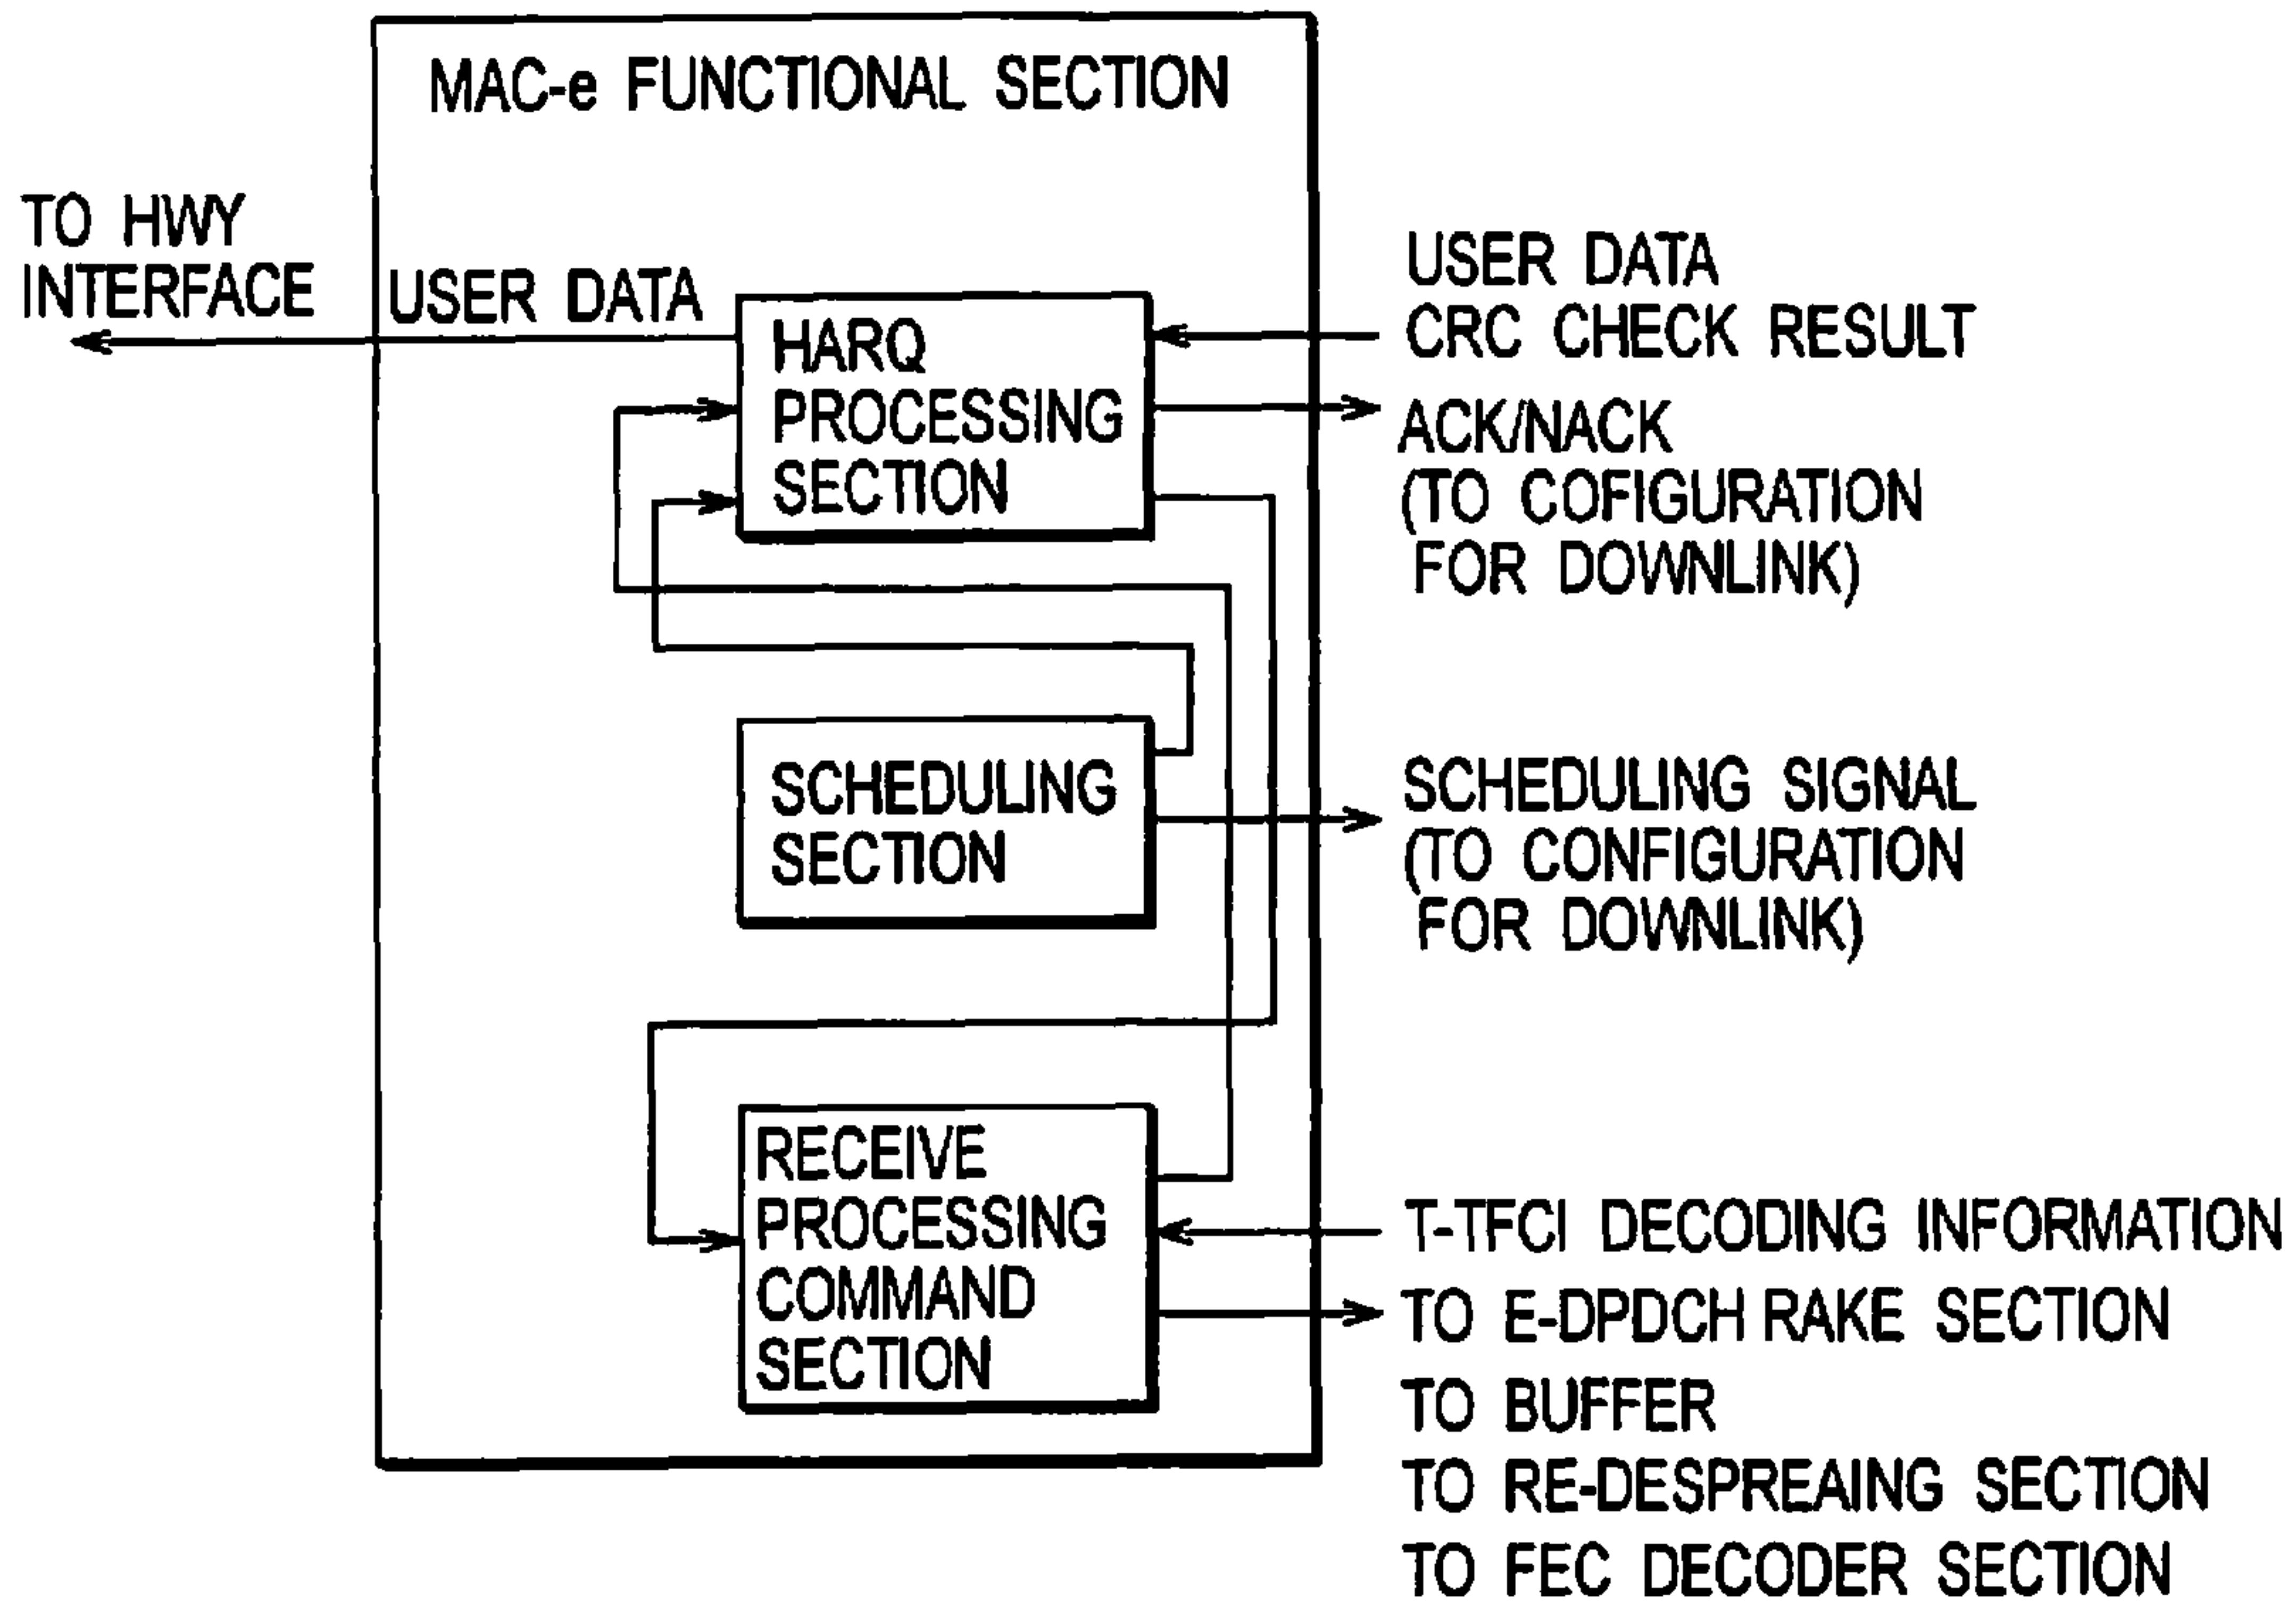 MAC-e FUNCTIONAL SECTION
TO HWY
INTERFACE
USER DATA
HARQ
PROCESSING
SECTION
USER DATA
CRC CHECK RESULT
ACK/NACK
(TO COFIGURATION
FOR DOWNLINK)
SCHEDULING
SECTION
SCHEDULING SIGNAL
(TO CONFIGURATION
FOR DOWNLINK)
RECEIVE
PROCESSING
COMMAND
SECTION
T-TFCI DECODING INFORMATION
TO E-DPDCH RAKE SECTION
TO BUFFER
TO RE-DESPREAING SECTION
TO FEC DECODER SECTION